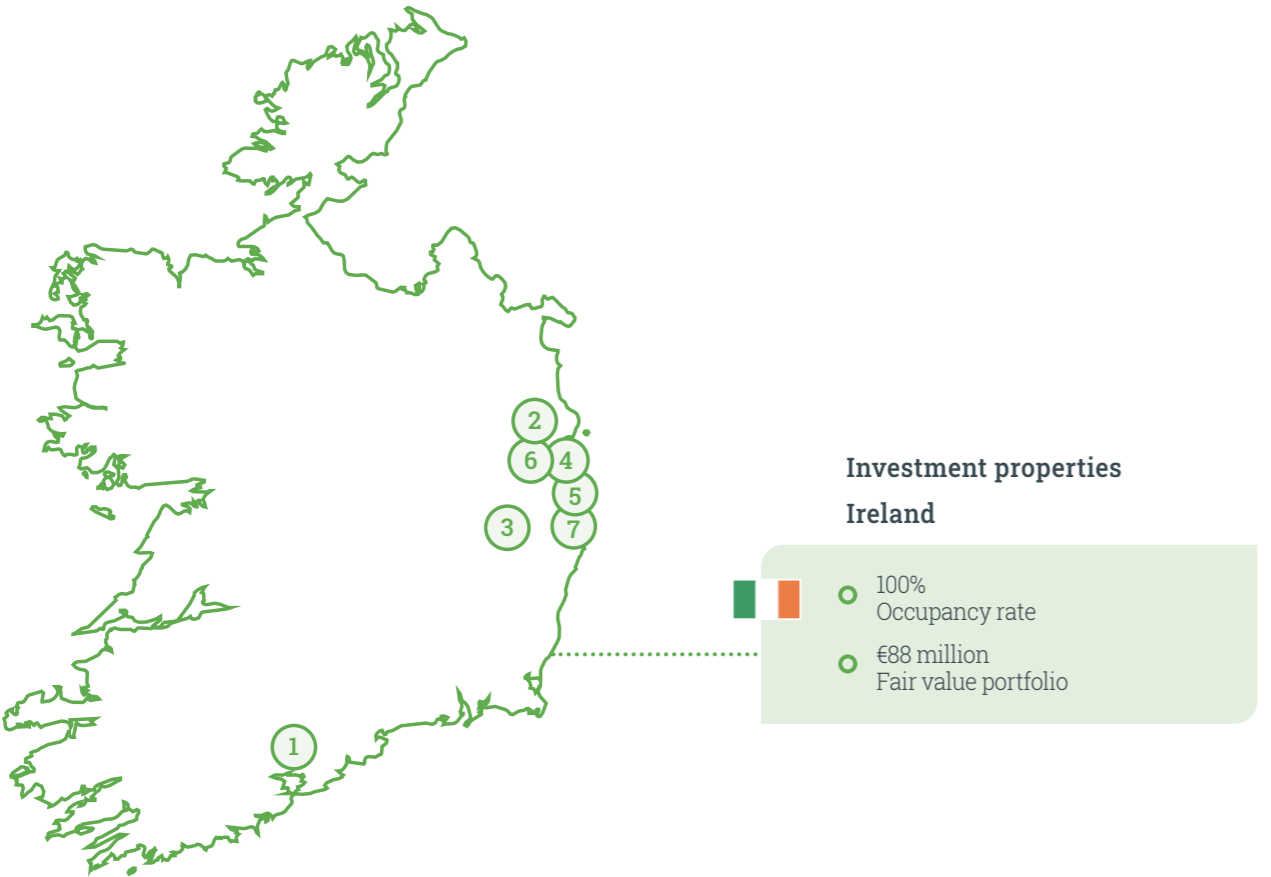 2
6
4
5
3
7
1
Investment properties
Ireland
100%
Occupancy rate
€88 million
Fair value portfolio